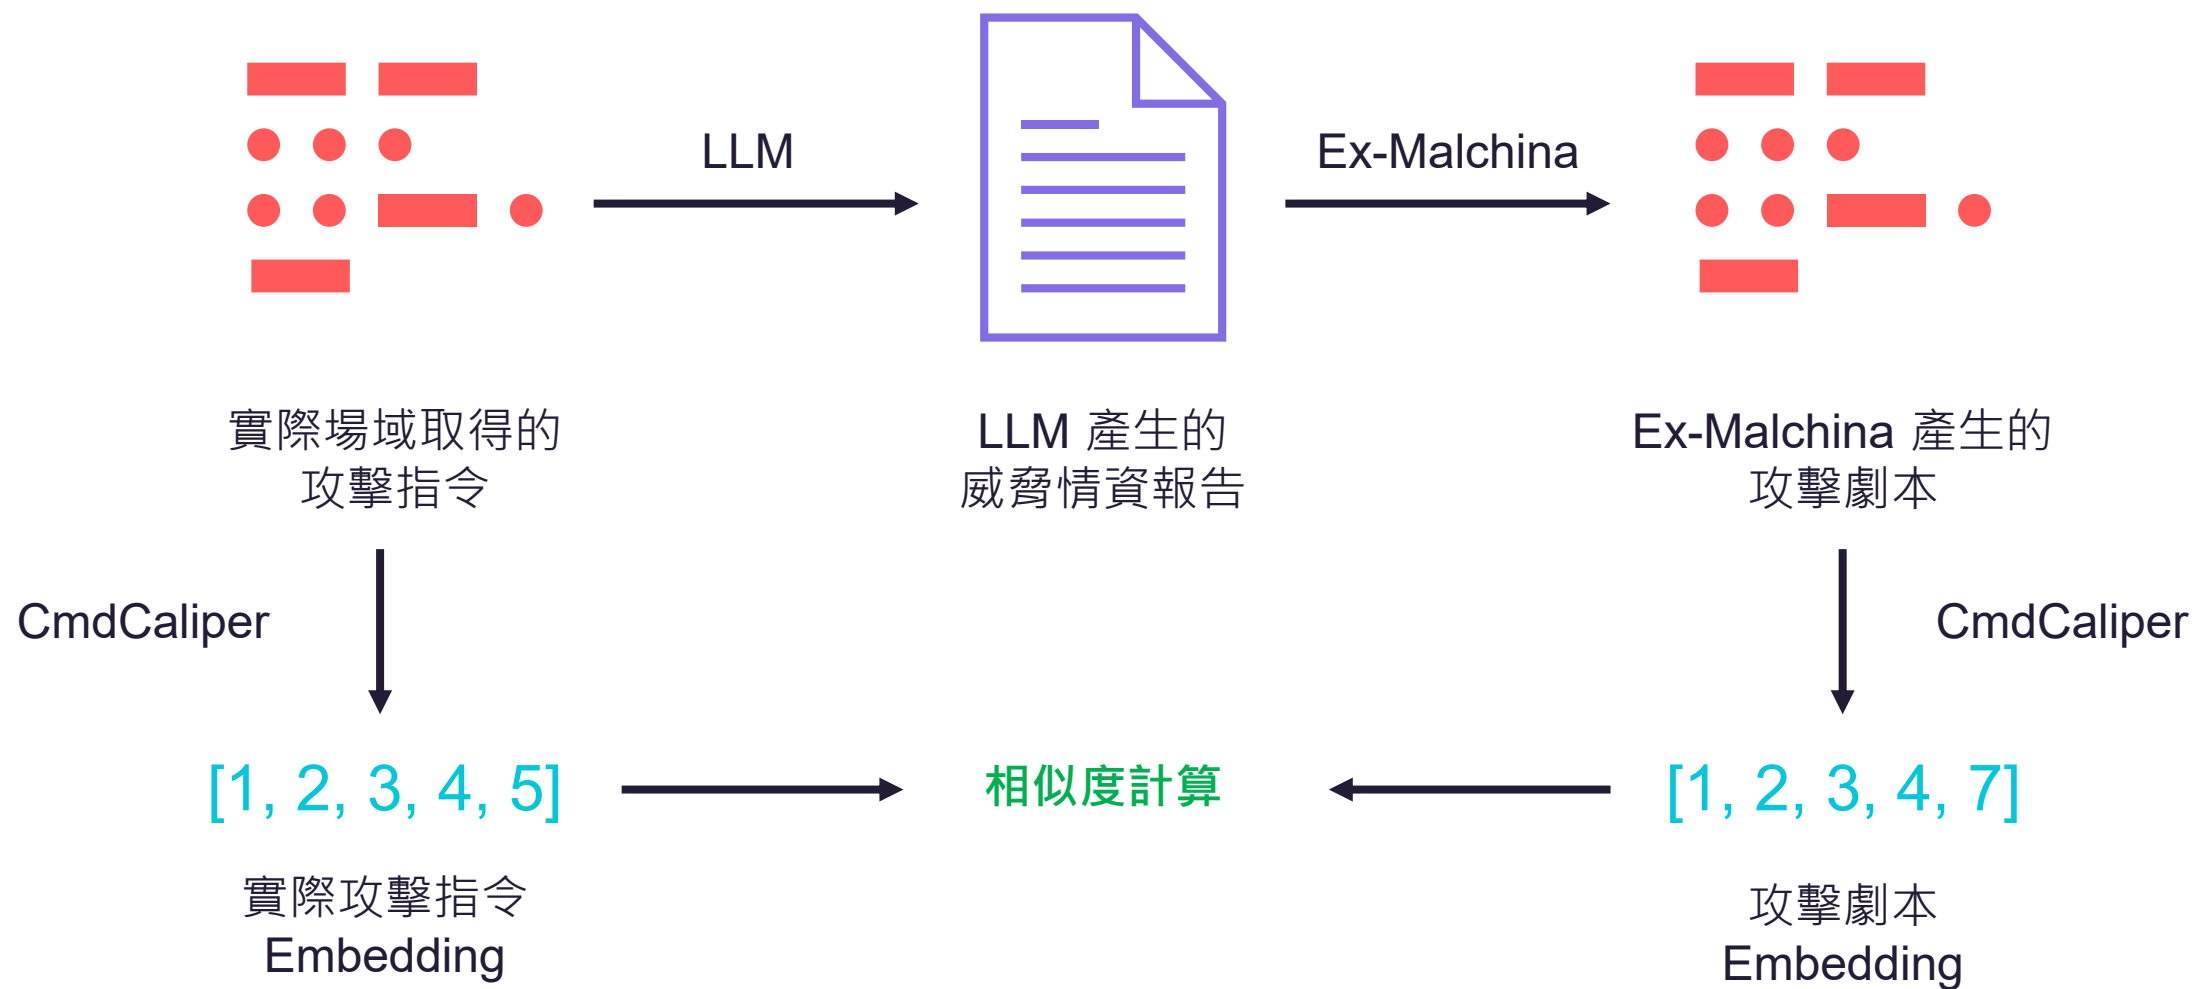 LLM
Ex-Malchina
實際場域取得的
攻擊指令
LLM 產生的
威脅情資報告
Ex-Malchina 產生的
攻擊劇本
CmdCaliper
CmdCaliper
[1, 2, 3, 4, 5]
相似度計算
[1, 2, 3, 4, 7]
實際攻擊指令
Embedding
攻擊劇本
Embedding